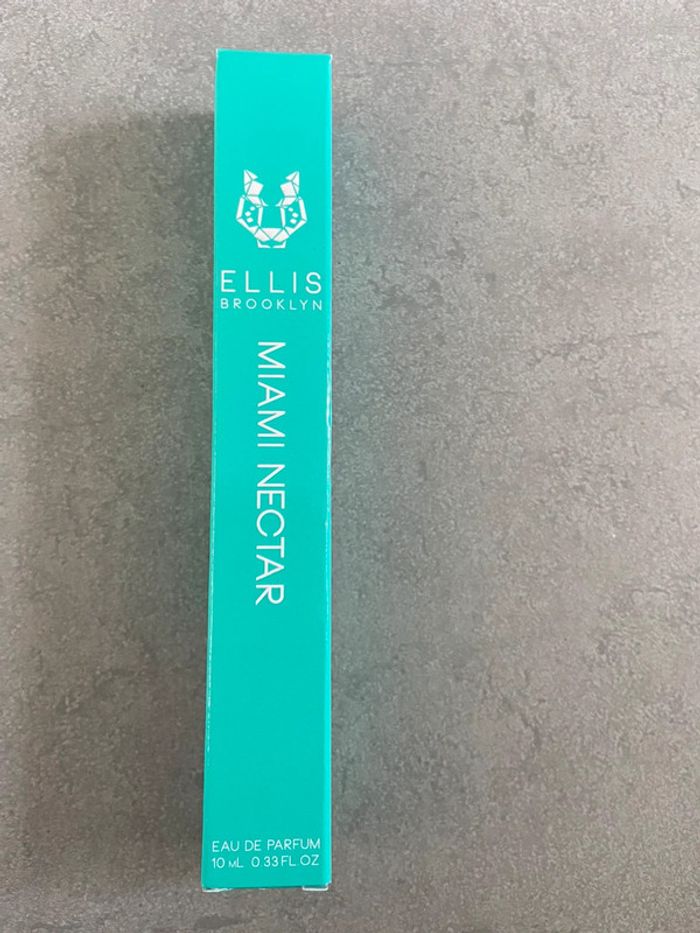 ELLIS
BROOKLYN
MIAMI NECTAR
EAU DE PARFUM
10 mL 0 33 FL OZ